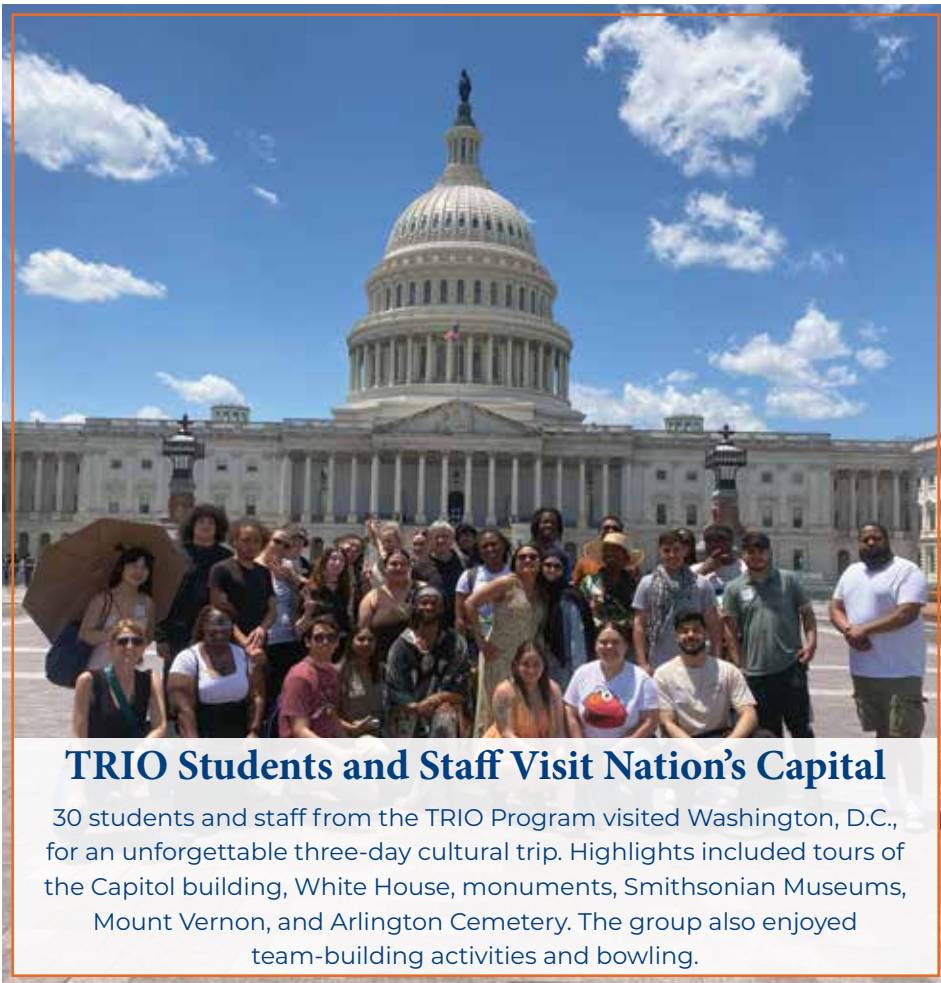 TRIO Students and Staff Visit Nation’s Capital
30 students and staff from the TRIO Program visited Washington, D.C.,
for an unforgettable three-day cultural trip. Highlights included tours of
the Capitol building, White House, monuments, Smithsonian Museums,
Mount Vernon, and Arlington Cemetery. The group also enjoyed
team-building activities and bowling.